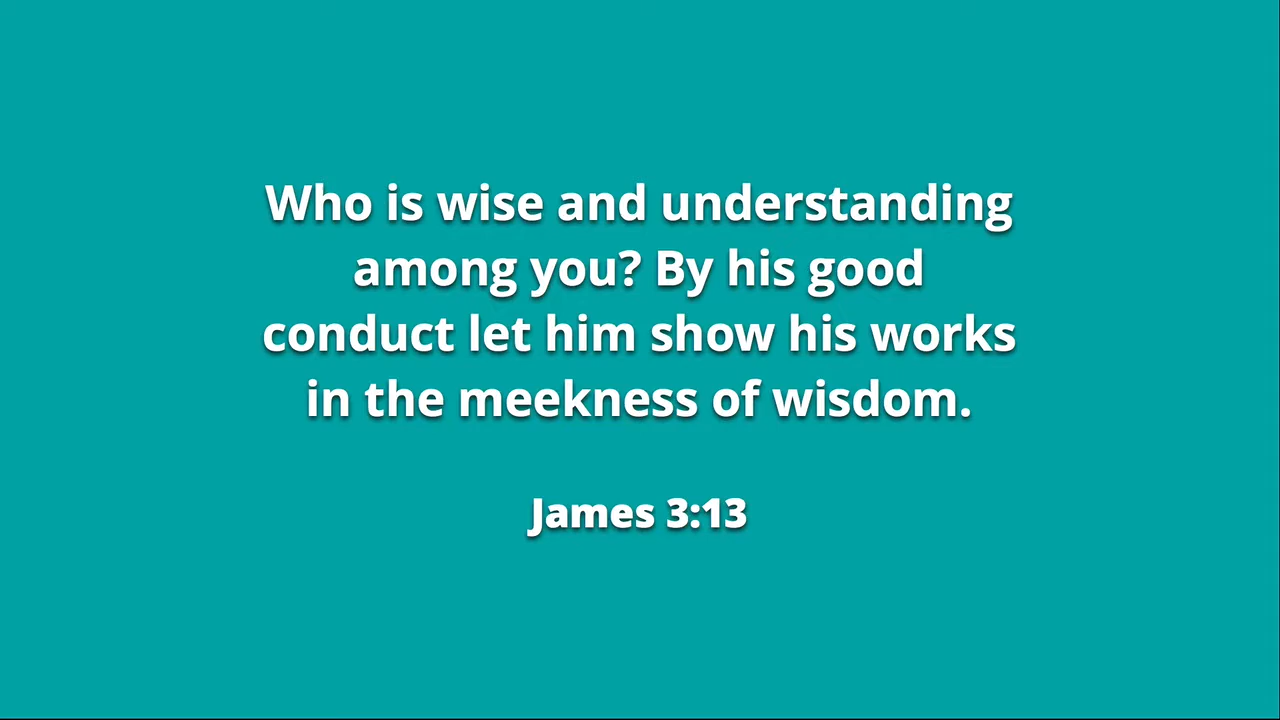 Who is wise and understanding
among you? By his good
conduct let him show his works
in the meekness of wisdom.
James 3:13